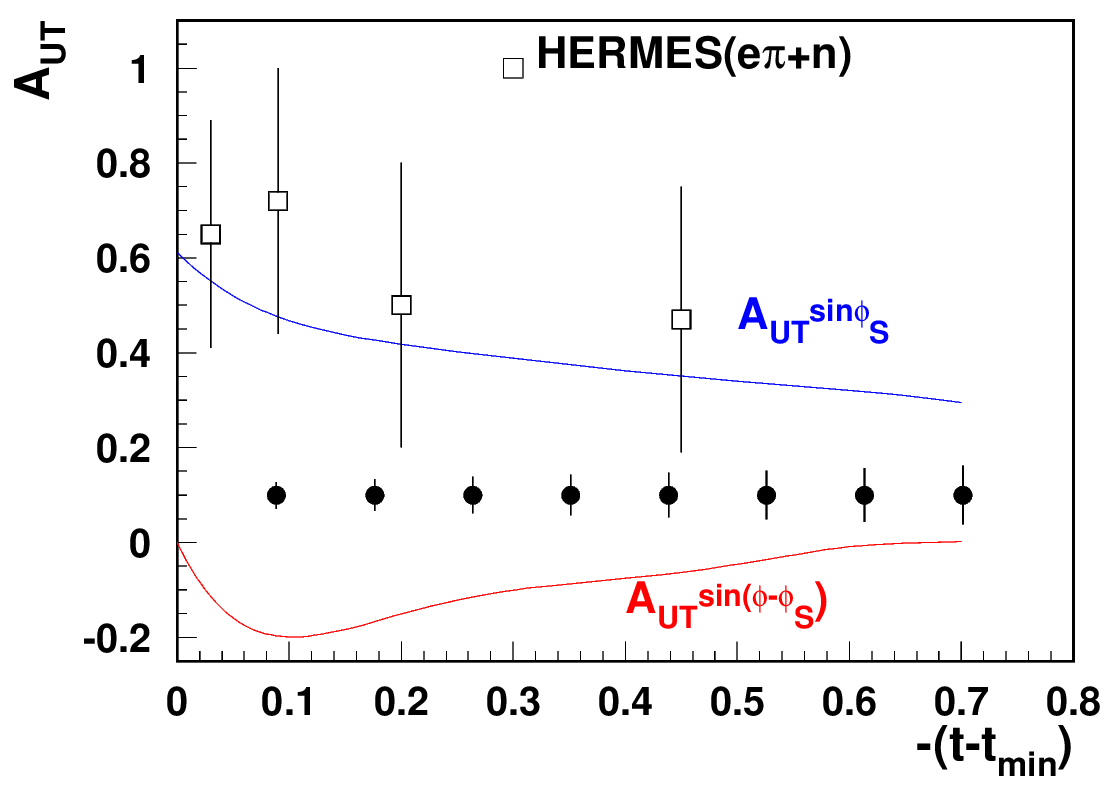 A_UT
HERMES(eπ+n)
1
0.8
0.6
0.4
0.2
0
-0.2
A_UT^sinϕ_S
A_UT^sin(ϕ-ϕ_S)
0 0.1 0.2 0.3 0.4 0.5 0.6 0.7 0.8
-(t-t_min)